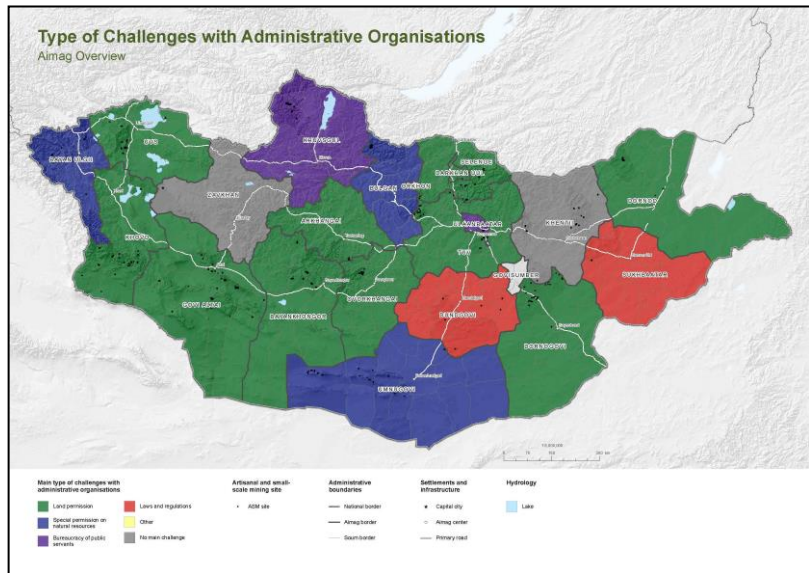 Type of Challenges with Administrative Organisations
Aimag Overview
KHUVSGUL
BAYAN ULGII
UVS
ZAVKHAN
BULGAN
ORKHON
SELENGE
DARKHAN UUL
ULAANBAATAR
KHENTII
DORNOD
ARKHANGAI
KHOVD
TUV
GOVISUMBER
SUKHBAATAR
GOVI ALTAI
BAYANKHONGOR
UVURKHANGAI
DUNDGOVI
DORNOGOVI
UMNUGOVI
Main type of challenges with
administrative organisations
Land permission
Special permission on
natural resources
Bureaucracy of public
servants
Laws and regulations
Other
No main challenge
Artisanal and small-
scale mining site
ASM site
Administrative
boundaries
National border
Aimag border
Soum border
Settlements and
infrastructure
Capital city
Aimag center
Primary road
Hydrology
Lake